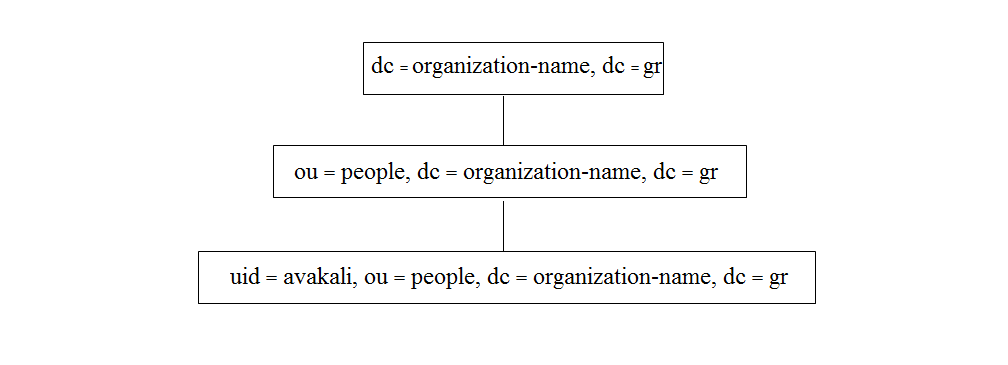 dc = organization-name, dc = gr
ou = people, dc = organization-name, dc = gr
uid = avakali, ou = people, dc = organization-name, dc = gr